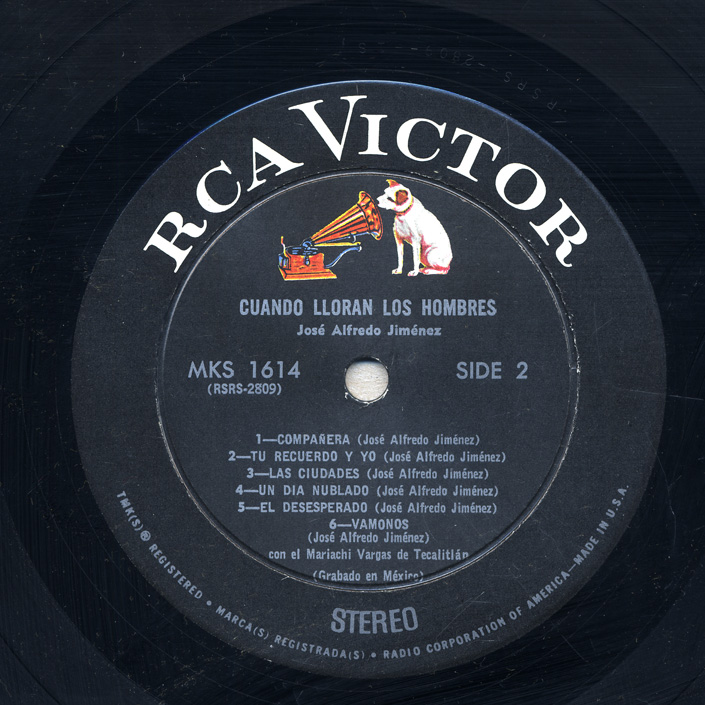 RCA VICTOR
CUANDO LLORAN LOS HOMBRES
José Alfredo Jiménez
MKS 1614
(RSRS-2809)
SIDE 2
1—COMPAÑERA (José Alfredo Jiménez)
2—TU RECUERDO Y YO (José Alfredo Jiménez)
3—LAS CIUDADES (José Alfredo Jiménez)
4—UN DIA NUBLADO (José Alfredo Jiménez)
5—EL DESESPERADO (José Alfredo Jiménez)
6—VAMONOS
(José Alfredo Jiménez)
con el Mariachi Vargas de Tecalitlán
(Grabado en México)
STEREO
TMK(S) ® REGISTERED • MARCA(S) REGISTRADA(S) • RADIO CORPORATION OF AMERICA—MADE IN U.S.A.